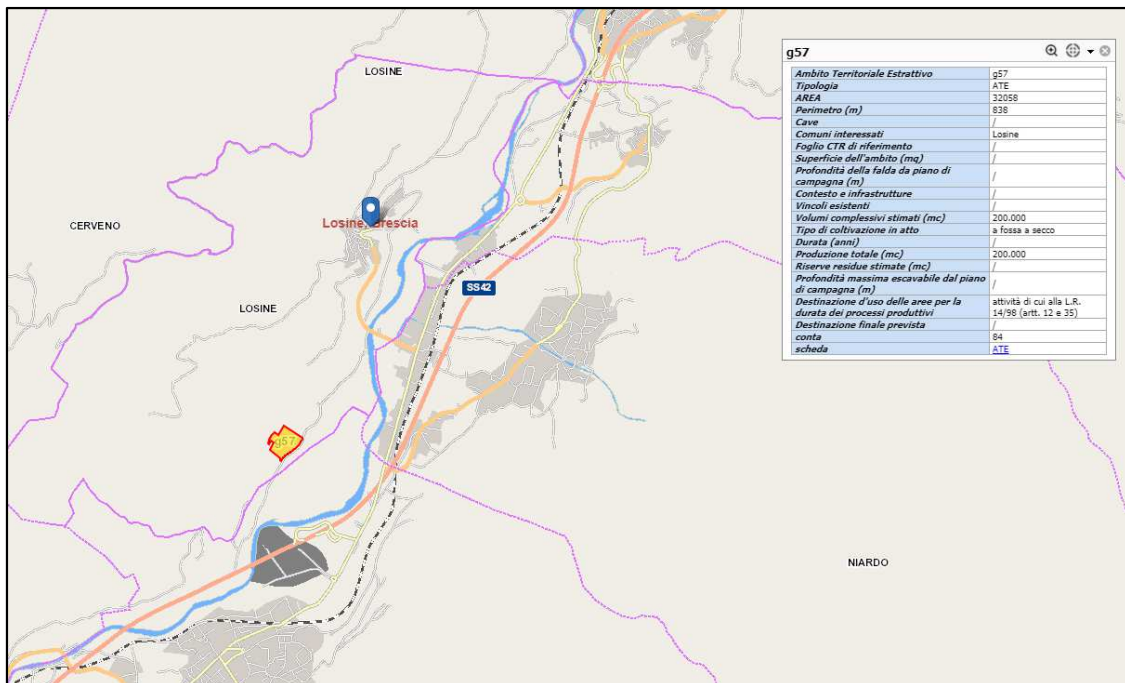 LOSINE
CERVENO
Losine, Brescia
LOSINE
SS42
g57
NIARDO
g57
Ambito Territoriale Estrattivo g57
Tipologia ATE
AREA 32058
Perimetro (m) 838
Cave /
Comuni interessati Losine
Foglio CTR di riferimento /
Superficie dell'ambito (mq) /
Profondità della falda da piano di
campagna (m) /
Contesto e infrastrutture /
Vincoli esistenti /
Volumi complessivi stimati (mc) 200.000
Tipo di coltivazione in atto a fossa a secco
Durata (anni) /
Produzione totale (mc) 200.000
Riserve residue stimate (mc) /
Profondità massima escavabile dal piano
di campagna (m) /
Destinazione d'uso delle aree per la attività di cui alla L.R.
durata dei processi produttivi 14/98 (artt. 12 e 35)
Destinazione finale prevista /
conta 84
scheda ATE